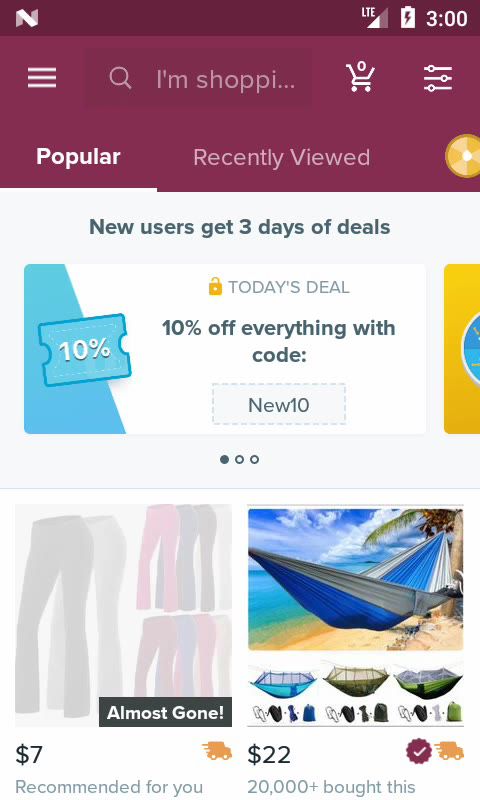 LTE
3:00
I'm shoppi...
0
Popular
Recently Viewed
New users get 3 days of deals
TODAY'S DEAL
10%
10% off everything with
code:
New10
Almost Gone!
$7
$22
Recommended for you
20,000+ bought this